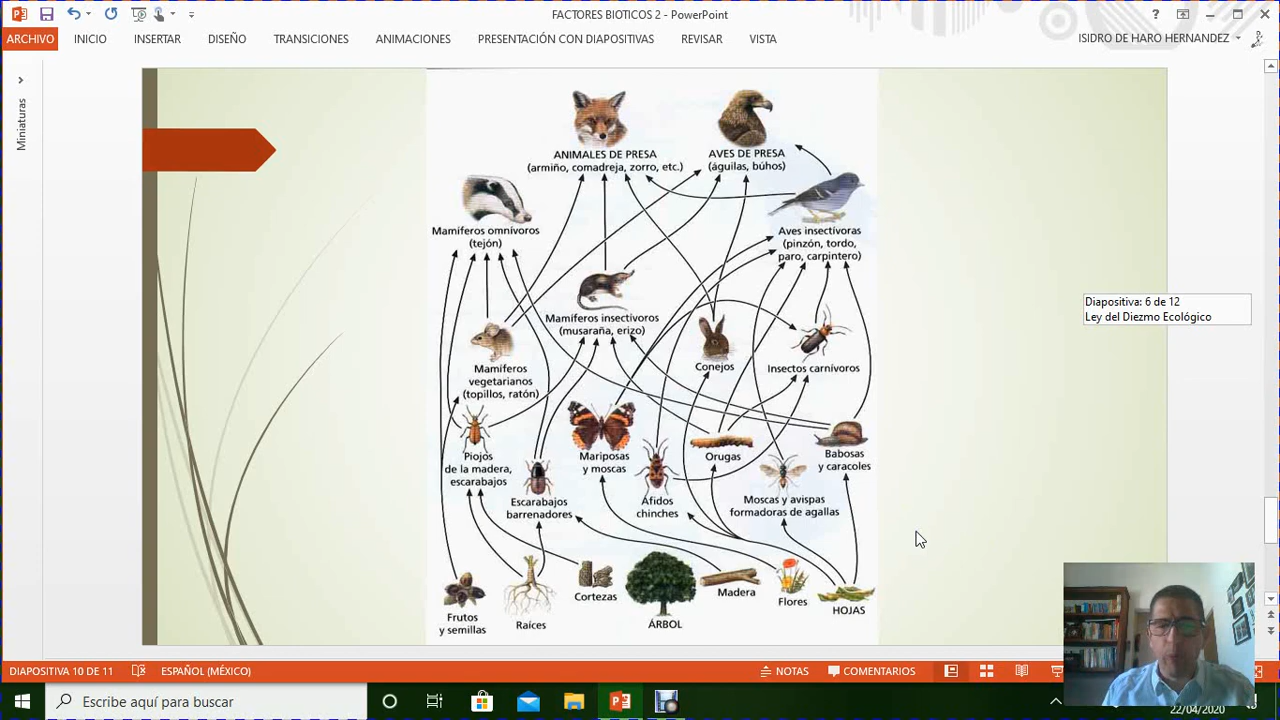 FACTORES BIOTICOS 2 - PowerPoint
?
ARCHIVO INICIO INSERTAR DISEÑO TRANSICIONES ANIMACIONES PRESENTACIÓN CON DIAPOSITIVAS REVISAR VISTA
ISIDRO DE HARO HERNANDEZ
Miniaturas
ANIMALES DE PRESA
(armiño, comadreja, zorro, etc.)
AVES DE PRESA
(águilas, búhos)
Mamíferos omnívoros
(tejón)
Aves insectívoras
(pinzón, tordo,
paro, carpintero)
Mamíferos insectívoros
(musaraña, erizo)
Diapositiva: 6 de 12
Ley del Diezmo Ecológico
Mamíferos
vegetarianos
(topillos, ratón)
Conejos
Insectos carnívoros
Piojos
de la madera,
escarabajos
Mariposas
y moscas
Orugas
Babosas
y caracoles
Escarabajos
barrenadores
Áfidos
chinches
Moscas y avispas
formadoras de agallas
Frutos
y semillas
Raíces
Cortezas
ÁRBOL
Madera
Flores
HOJAS
DIAPOSITIVA 10 DE 11 ESPAÑOL (MÉXICO) NOTAS COMENTARIOS
Escribe aquí para buscar
22/04/2020